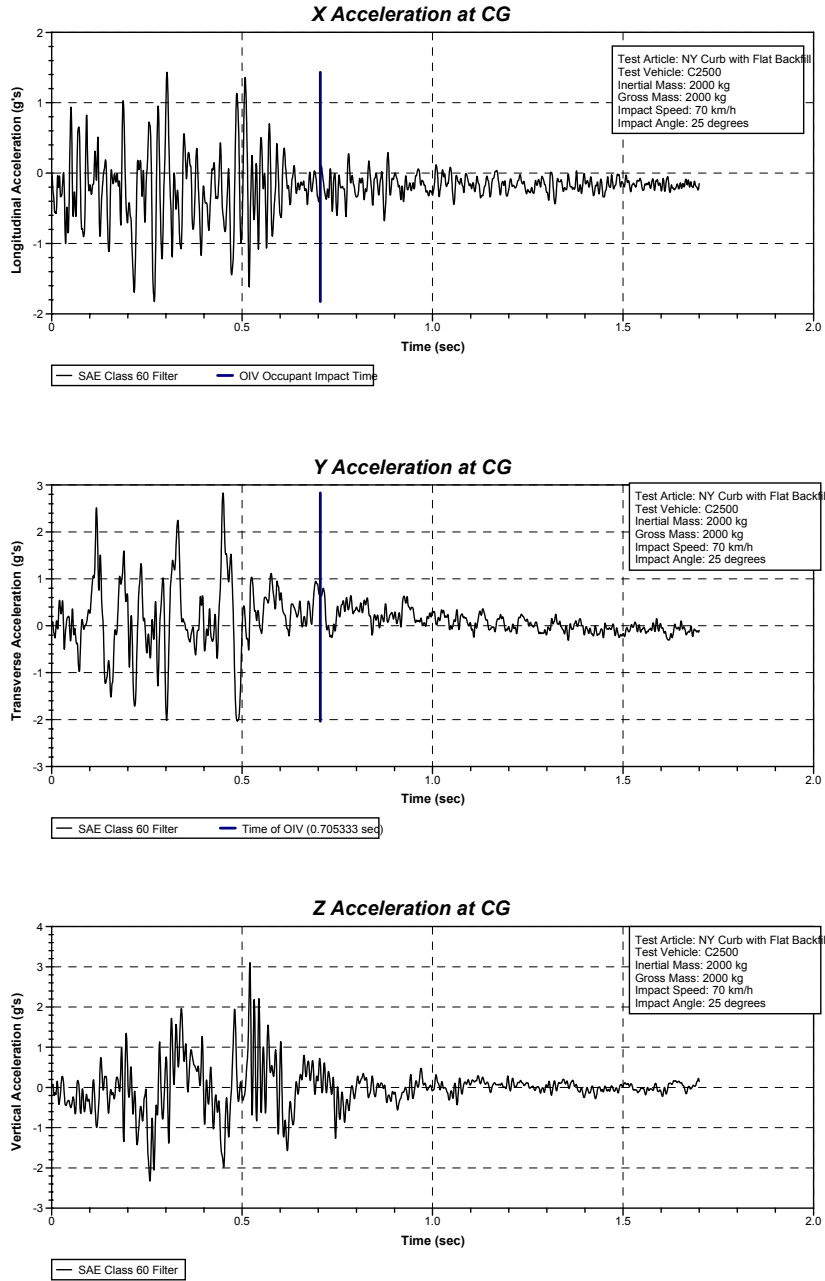 X Acceleration at CG
2
1
0
-1
-2
Longitudinal Acceleration (g's)
Test Article: NY Curb with Flat Backfill
Test Vehicle: C2500
Inertial Mass: 2000 kg
Gross Mass: 2000 kg
Impact Speed: 70 km/h
Impact Angle: 25 degrees
0 0.5 1.0 1.5 2.0
Time (sec)
SAE Class 60 Filter OIV Occupant Impact Time
Y Acceleration at CG
3
2
1
0
-1
-2
-3
Transverse Acceleration (g's)
Test Article: NY Curb with Flat Backfill
Test Vehicle: C2500
Inertial Mass: 2000 kg
Gross Mass: 2000 kg
Impact Speed: 70 km/h
Impact Angle: 25 degrees
0 0.5 1.0 1.5 2.0
Time (sec)
SAE Class 60 Filter Time of OIV (0.705333 sec)
Z Acceleration at CG
4
3
2
1
0
-1
-2
-3
Vertical Acceleration (g's)
Test Article: NY Curb with Flat Backfill
Test Vehicle: C2500
Inertial Mass: 2000 kg
Gross Mass: 2000 kg
Impact Speed: 70 km/h
Impact Angle: 25 degrees
0 0.5 1.0 1.5 2.0
Time (sec)
SAE Class 60 Filter